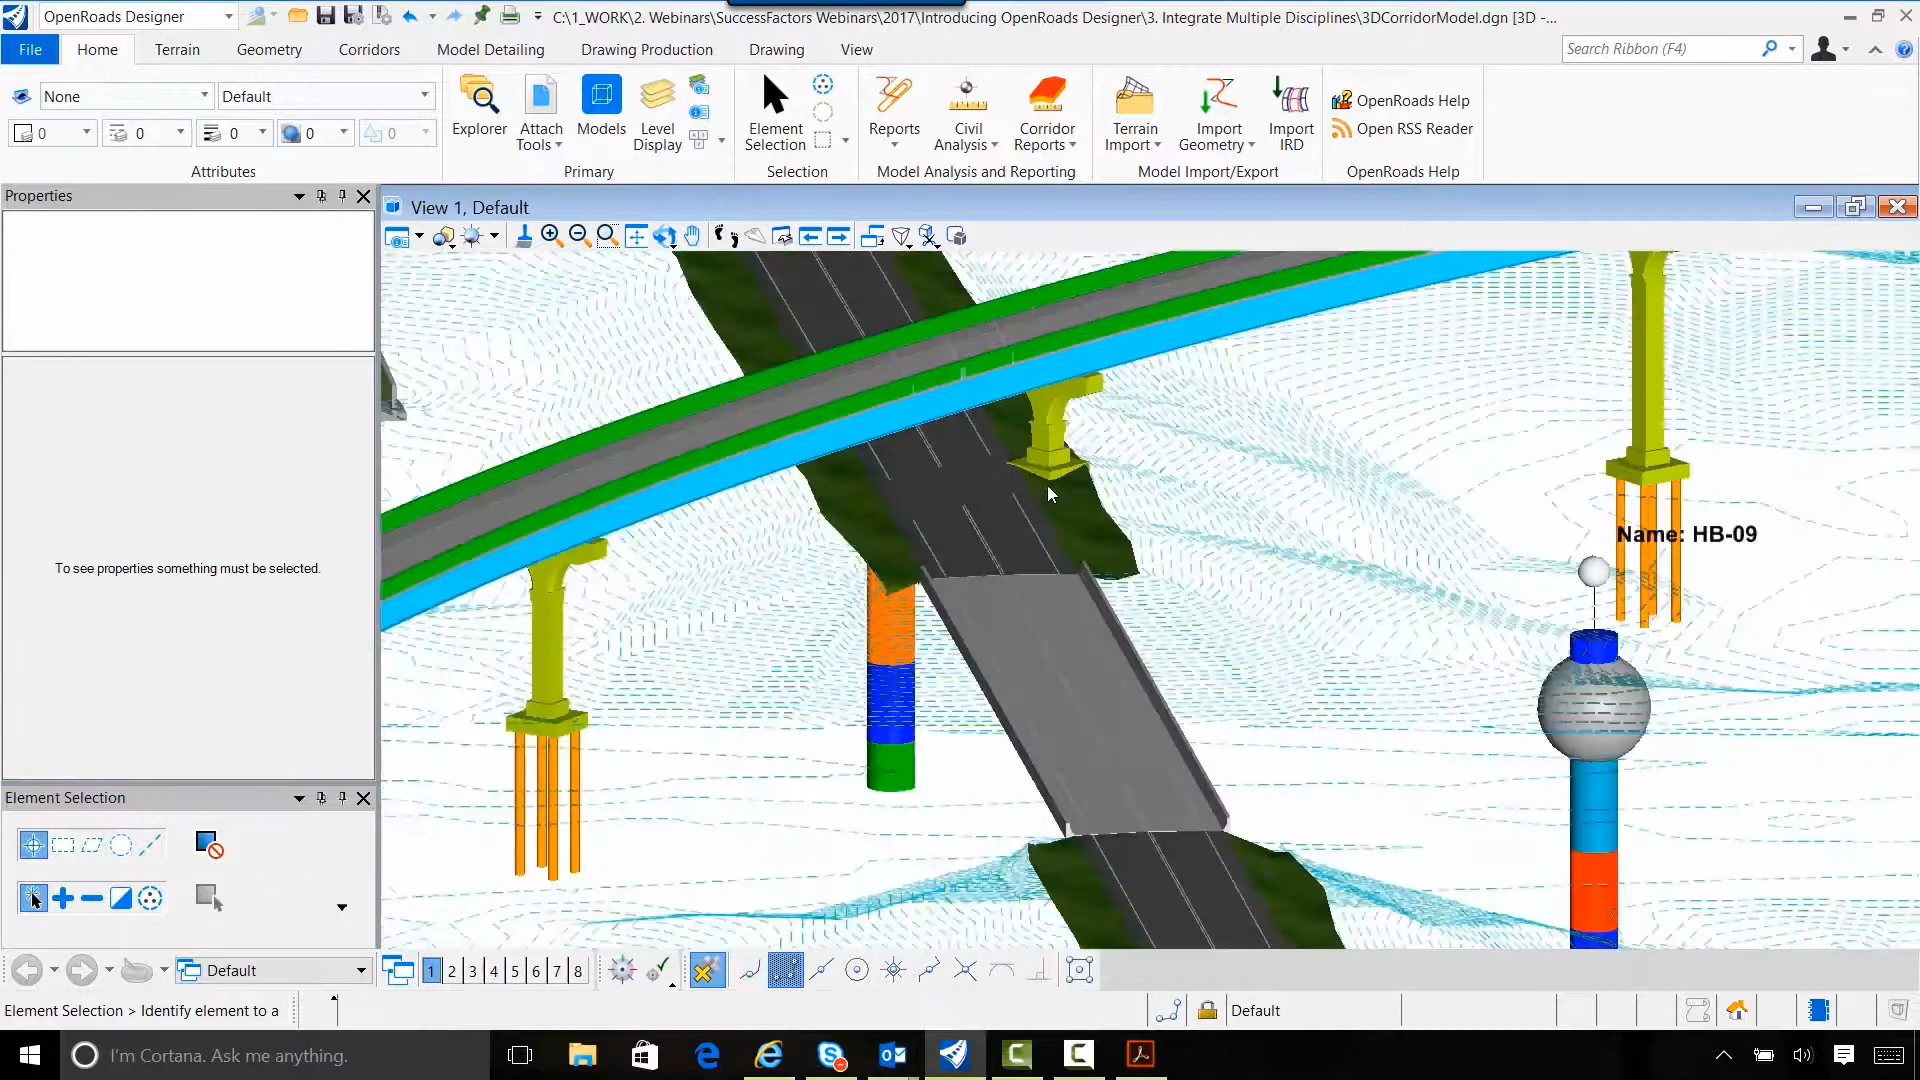 OpenRoads Designer
C:\1_WORK\2. Webinars\SuccessFactors Webinars\2017\Introducing OpenRoads Designer\3. Integrate Multiple Disciplines\3DCorridorModel.dgn [3D -...
File Home Terrain Geometry Corridors Model Detailing Drawing Production Drawing View
Search Ribbon (F4)
None Default
0 0 0 0 0
Attributes
Explorer
Attach Tools
Models
Level Display
Primary
Element Selection
Selection
Reports
Civil Analysis
Corridor Reports
Model Analysis and Reporting
Terrain Import
Import Geometry
Import IRD
Model Import/Export
OpenRoads Help
Open RSS Reader
OpenRoads Help
Properties
To see properties something must be selected.
View 1, Default
Name: HB-09
Element Selection
Default
1 2 3 4 5 6 7 8
Element Selection > Identify element to a
Default
I'm Cortana. Ask me anything.